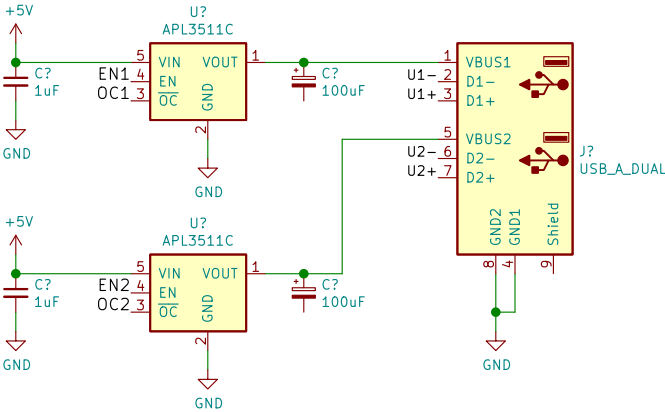 +5V
U?
APL3511C
5
VIN
VOUT
1
EN1
4
EN
OC1
3
OC
GND
2
C?
1uF
GND
GND
C?
100uF
1
VBUS1
U1-
2
D1-
U1+
3
D1+
5
VBUS2
U2-
6
D2-
U2+
7
D2+
J?
USB_A_DUAL
GND2
GND1
Shield
8
4
9
GND
+5V
U?
APL3511C
5
VIN
VOUT
1
EN2
4
EN
OC2
3
OC
GND
2
C?
1uF
GND
GND
C?
100uF